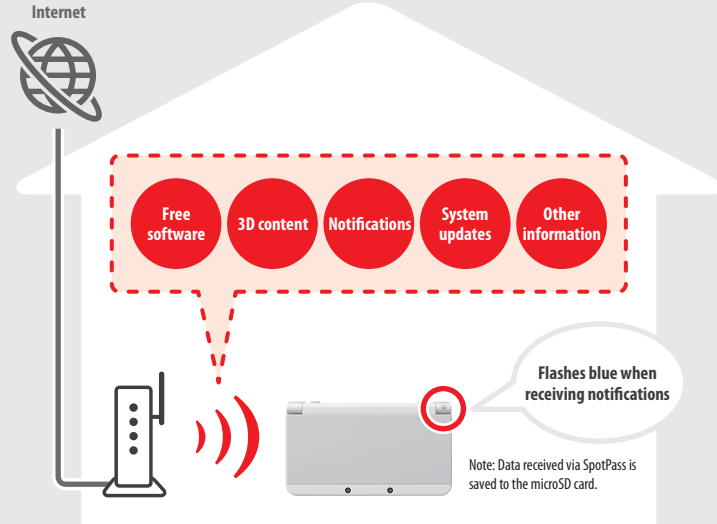 Internet
Free
software
3D content
Notifications
System
updates
Other
information
Flashes blue when
receiving notifications
Note: Data received via SpotPass is
saved to the microSD card.